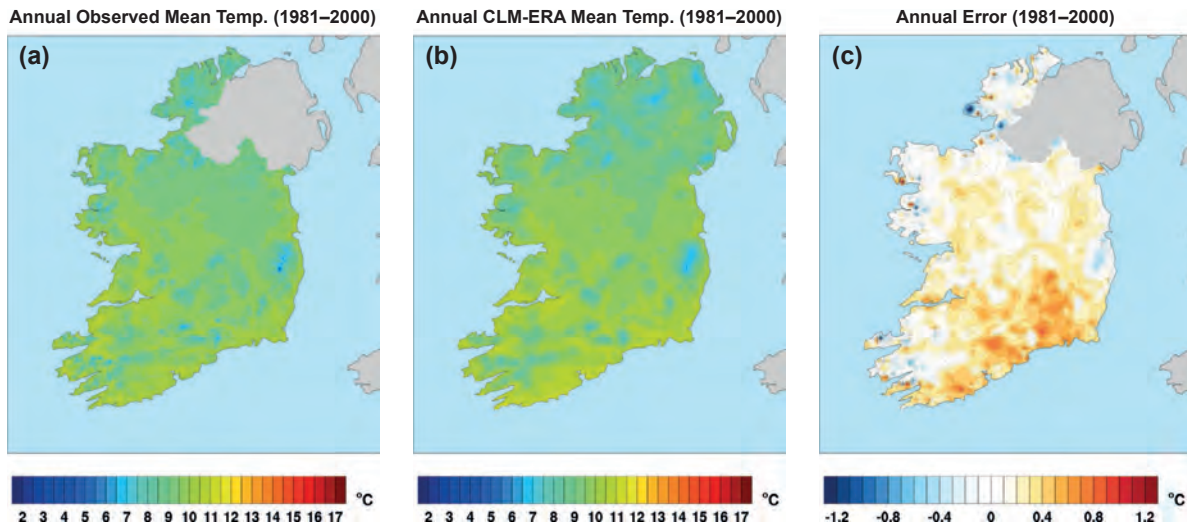 Annual Observed Mean Temp. (1981–2000)
Annual CLM-ERA Mean Temp. (1981–2000)
Annual Error (1981–2000)
(a)
(b)
(c)
2 3 4 5 6 7 8 9 10 11 12 13 14 15 16 17 °C
2 3 4 5 6 7 8 9 10 11 12 13 14 15 16 17 °C
-1.2 -0.8 -0.4 0 0.4 0.8 1.2 °C